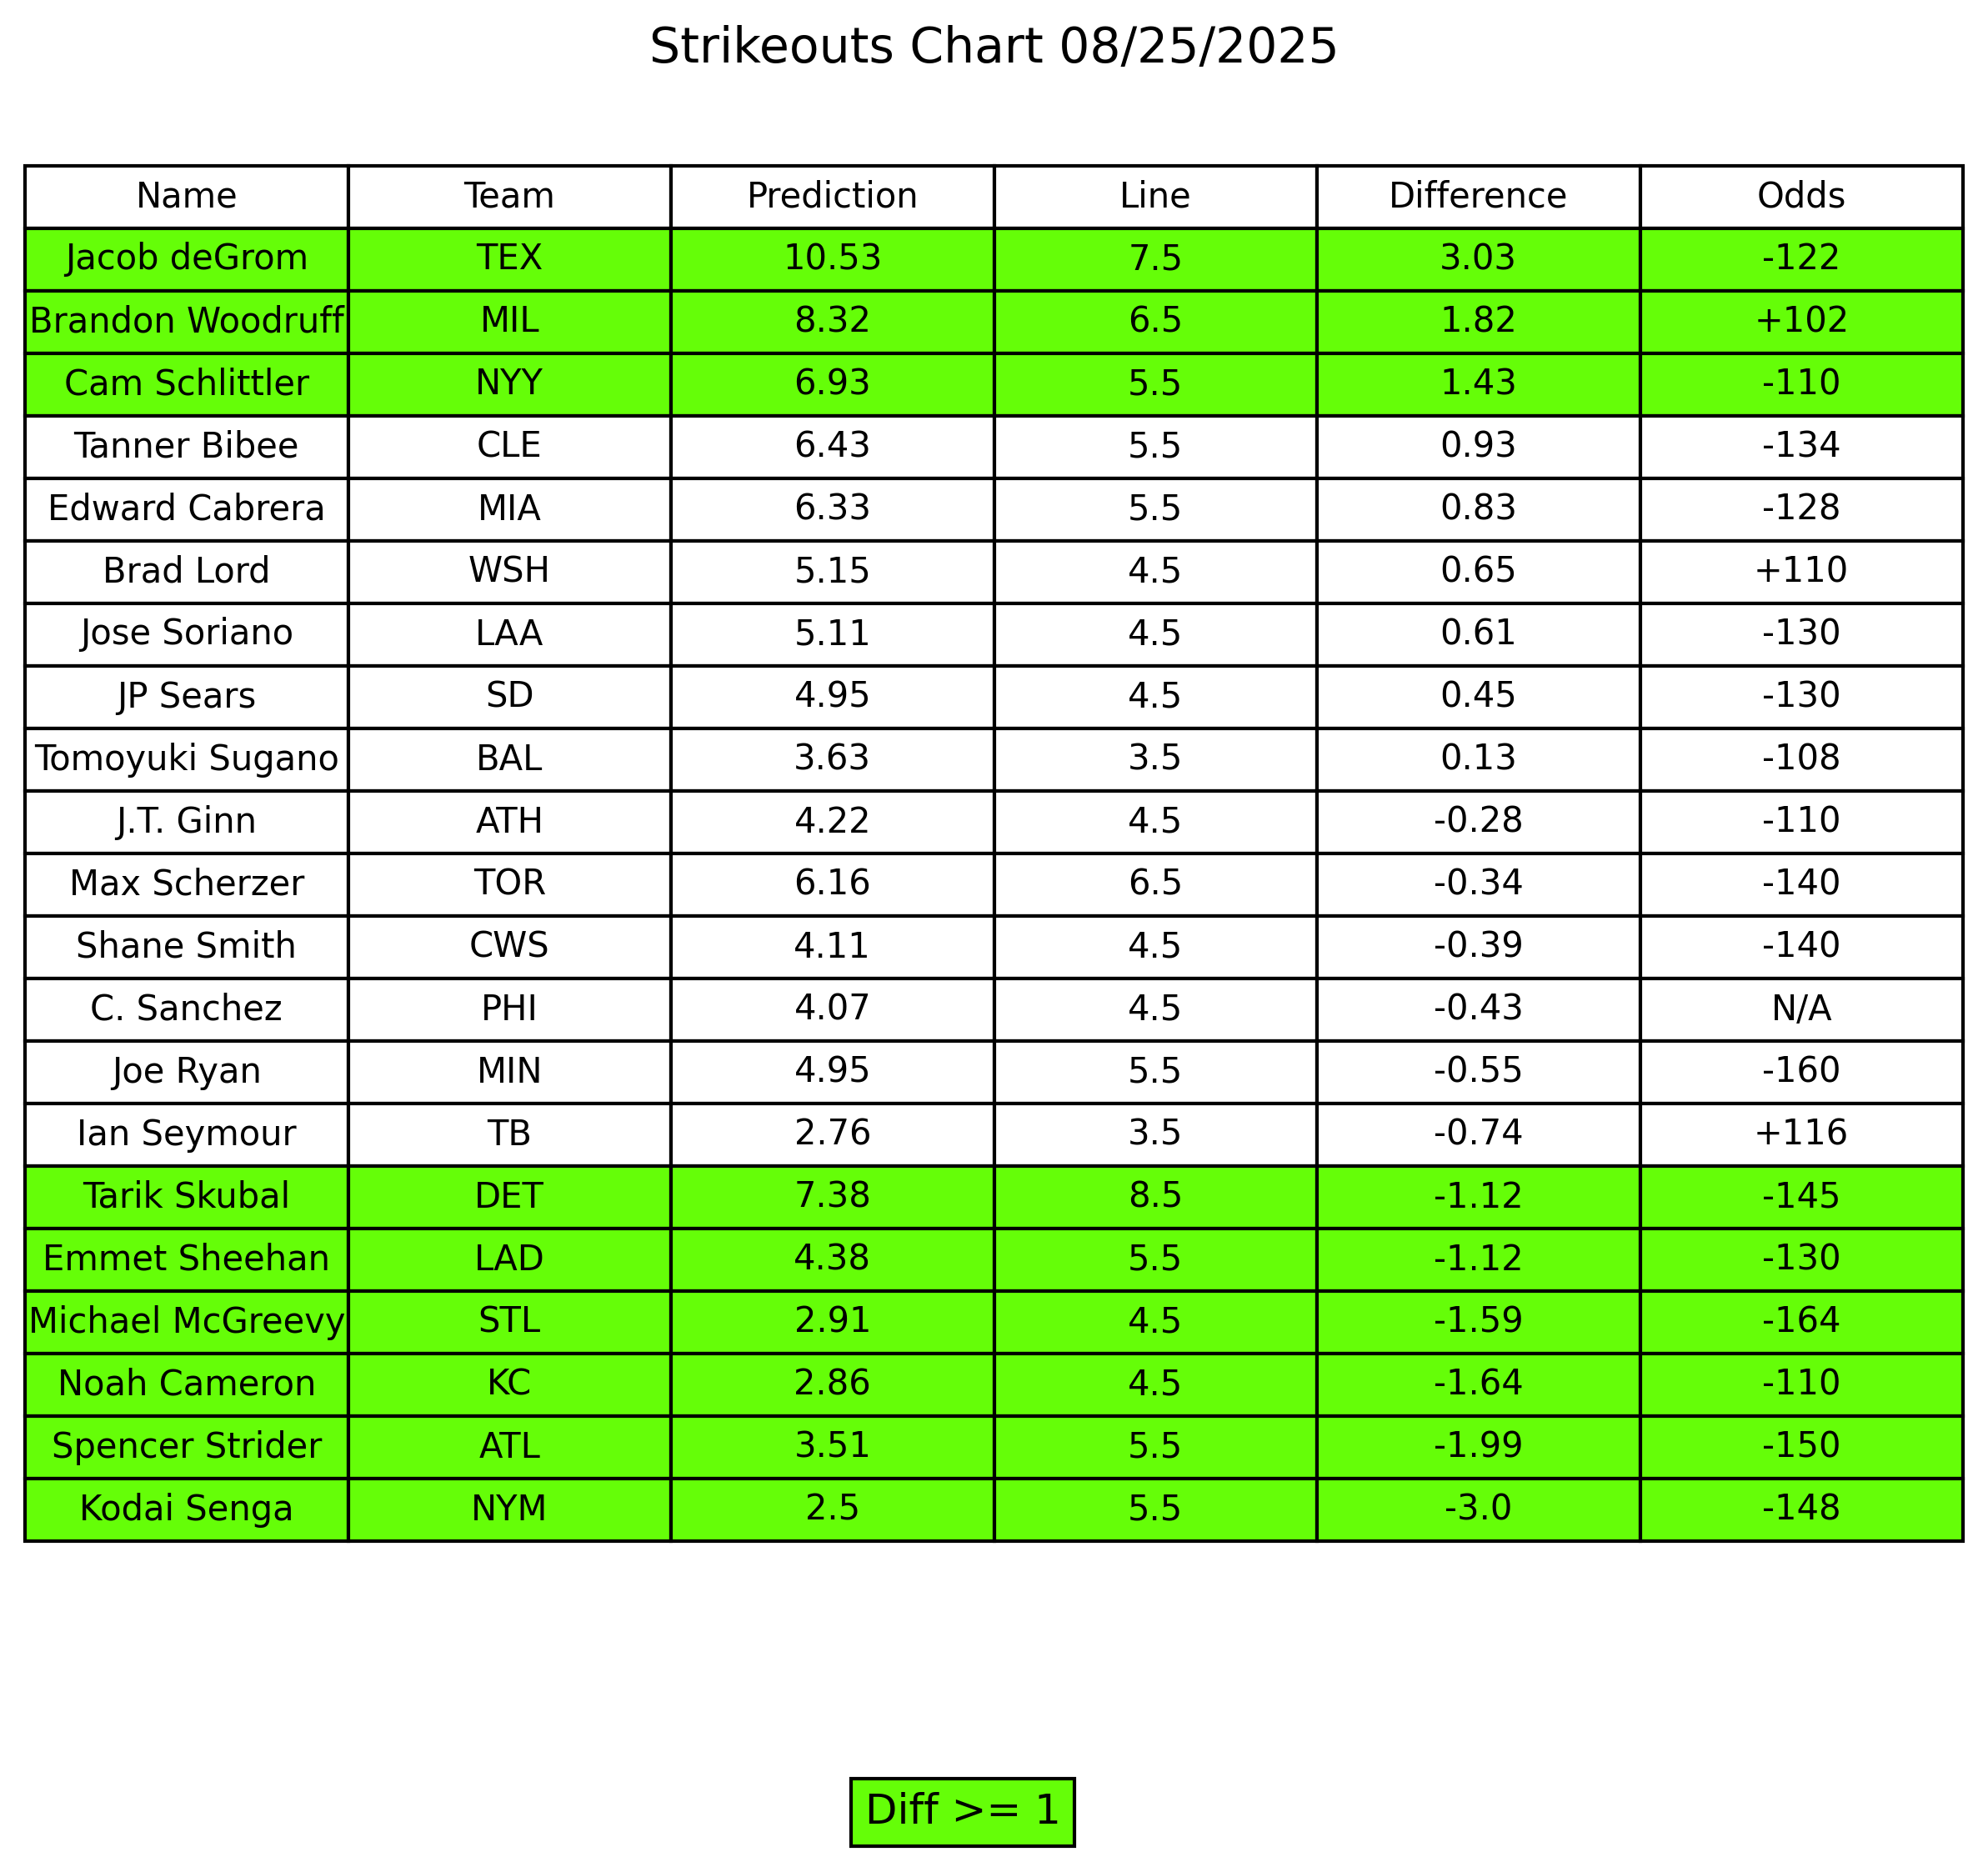 Strikeouts Chart 08/25/2025
Name Team Prediction Line Difference Odds
Jacob deGrom TEX 10.53 7.5 3.03 -122
Brandon Woodruff MIL 8.32 6.5 1.82 +102
Cam Schlittler NYY 6.93 5.5 1.43 -110
Tanner Bibee CLE 6.43 5.5 0.93 -134
Edward Cabrera MIA 6.33 5.5 0.83 -128
Brad Lord WSH 5.15 4.5 0.65 +110
Jose Soriano LAA 5.11 4.5 0.61 -130
JP Sears SD 4.95 4.5 0.45 -130
Tomoyuki Sugano BAL 3.63 3.5 0.13 -108
J.T. Ginn ATH 4.22 4.5 -0.28 -110
Max Scherzer TOR 6.16 6.5 -0.34 -140
Shane Smith CWS 4.11 4.5 -0.39 -140
C. Sanchez PHI 4.07 4.5 -0.43 N/A
Joe Ryan MIN 4.95 5.5 -0.55 -160
Ian Seymour TB 2.76 3.5 -0.74 +116
Tarik Skubal DET 7.38 8.5 -1.12 -145
Emmet Sheehan LAD 4.38 5.5 -1.12 -130
Michael McGreevy STL 2.91 4.5 -1.59 -164
Noah Cameron KC 2.86 4.5 -1.64 -110
Spencer Strider ATL 3.51 5.5 -1.99 -150
Kodai Senga NYM 2.5 5.5 -3.0 -148
Diff >= 1